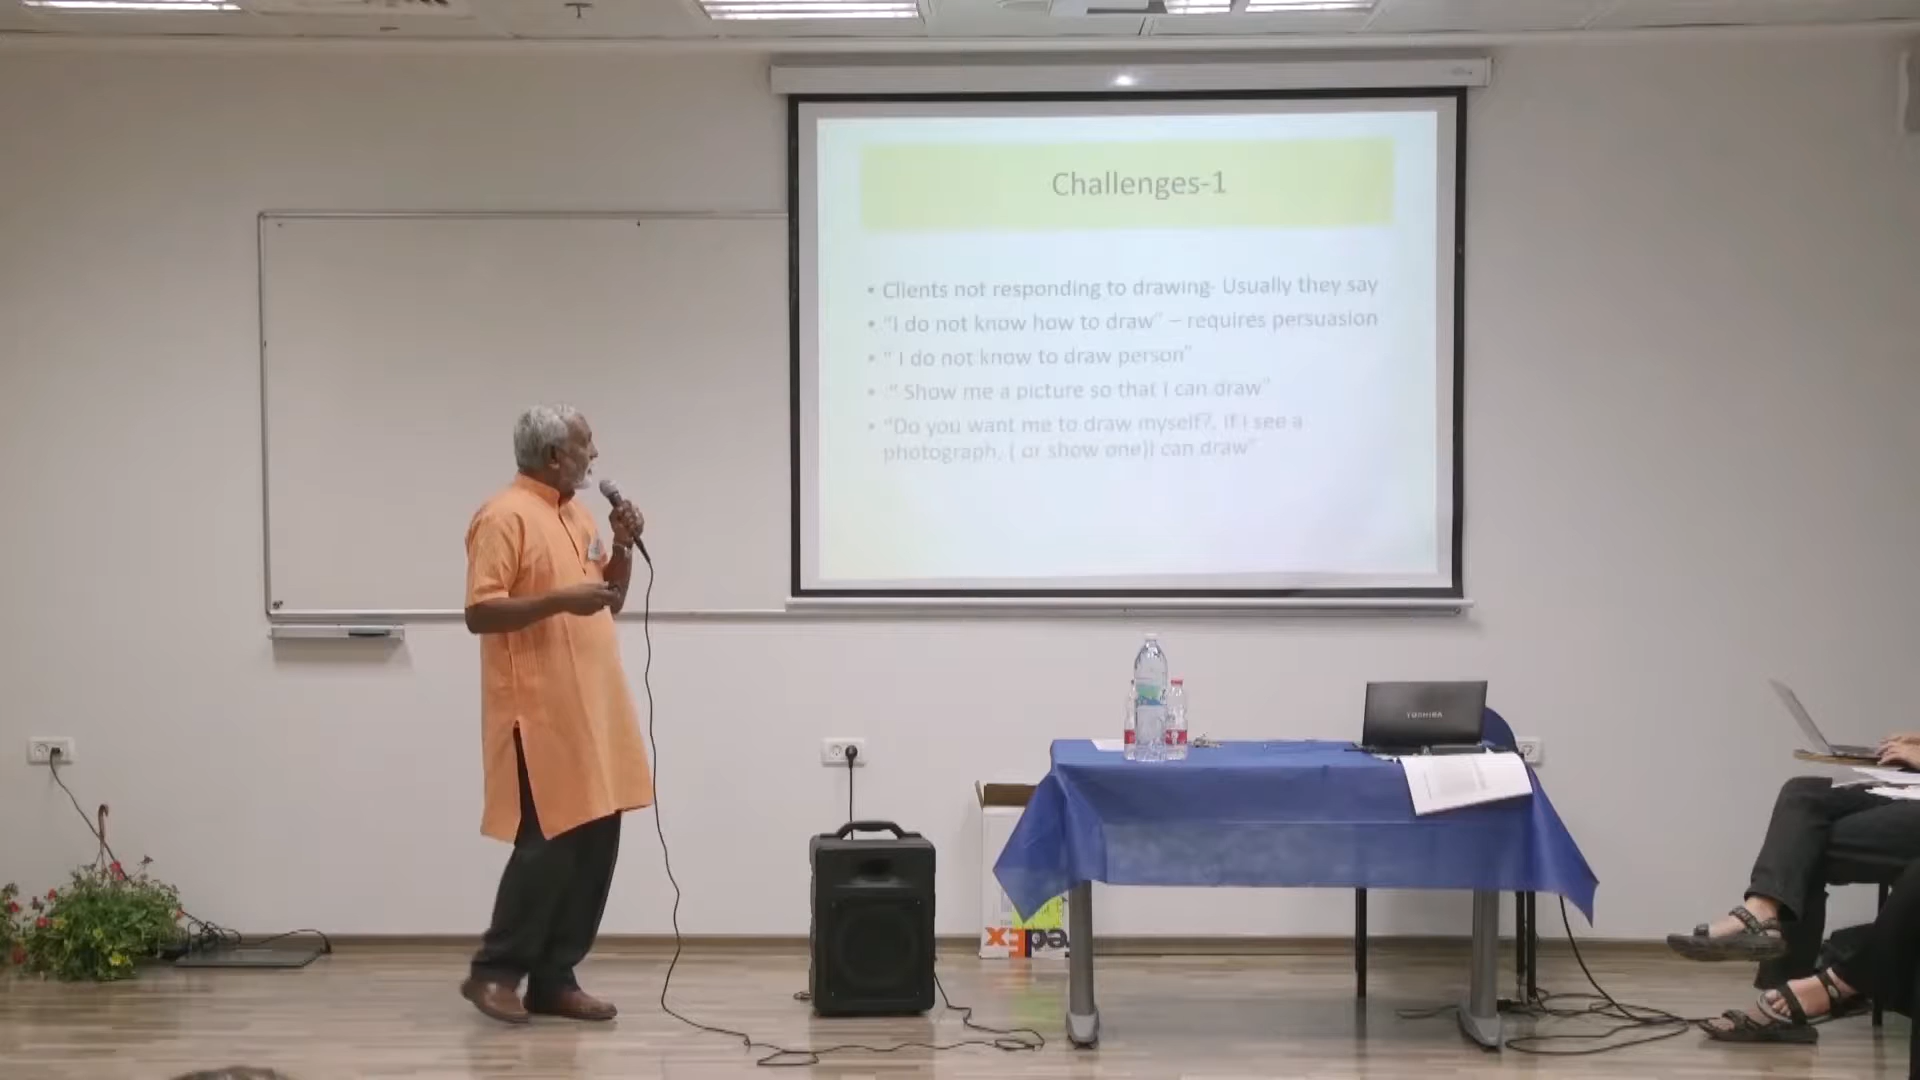 Challenges-1
• Clients not responding to drawing- Usually they say
• "I do not know how to draw" – requires persuasion
• " I do not know to draw person"
• " Show me a picture so that I can draw"
• "Do you want me to draw myself?. If I see a
photograph, ( or show one)I can draw"
TOSHIBA
FedEx